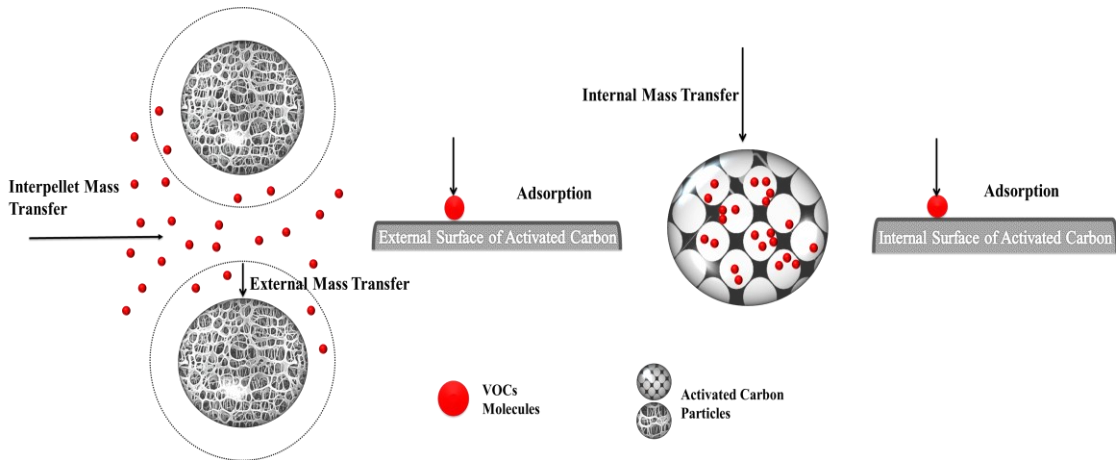 Interpellet Mass
Transfer
External Mass Transfer
Adsorption
External Surface of Activated Carbon
Internal Mass Transfer
Adsorption
Internal Surface of Activated Carbon
VOCs
Molecules
Activated Carbon
Particles